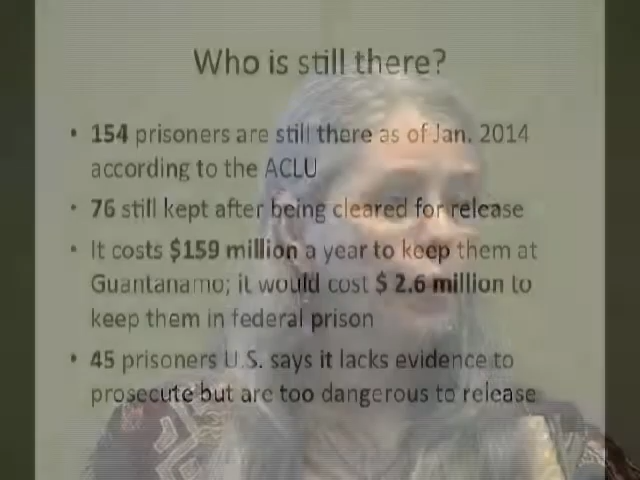 Who is still there?
• 154 prisoners are still there as of Jan. 2014
according to the ACLU
• 76 still kept after being cleared for release
• It costs $159 million a year to keep them at
Guantanamo; it would cost $ 2.6 million to
keep them in federal prison
• 45 prisoners U.S. says it lacks evidence to
prosecute but are too dangerous to release